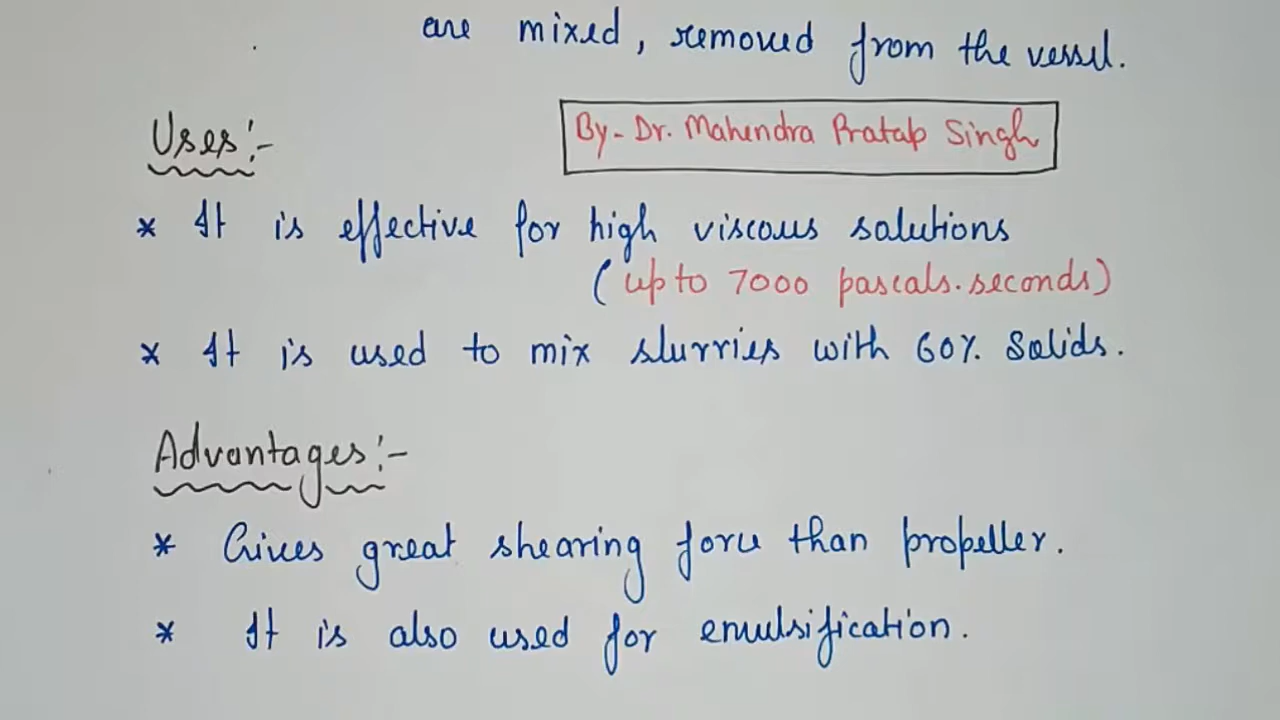 are mixed, removed from the vessel.
Uses:-
By- Dr. Mahendra Pratap Singh
* It is effective for high viscous solutions
(up to 7000 pascals.seconds)
* It is used to mix slurries with 60% Solids.
Advantages:-
* Gives great shearing force than propeller.
* It is also used for emulsification.